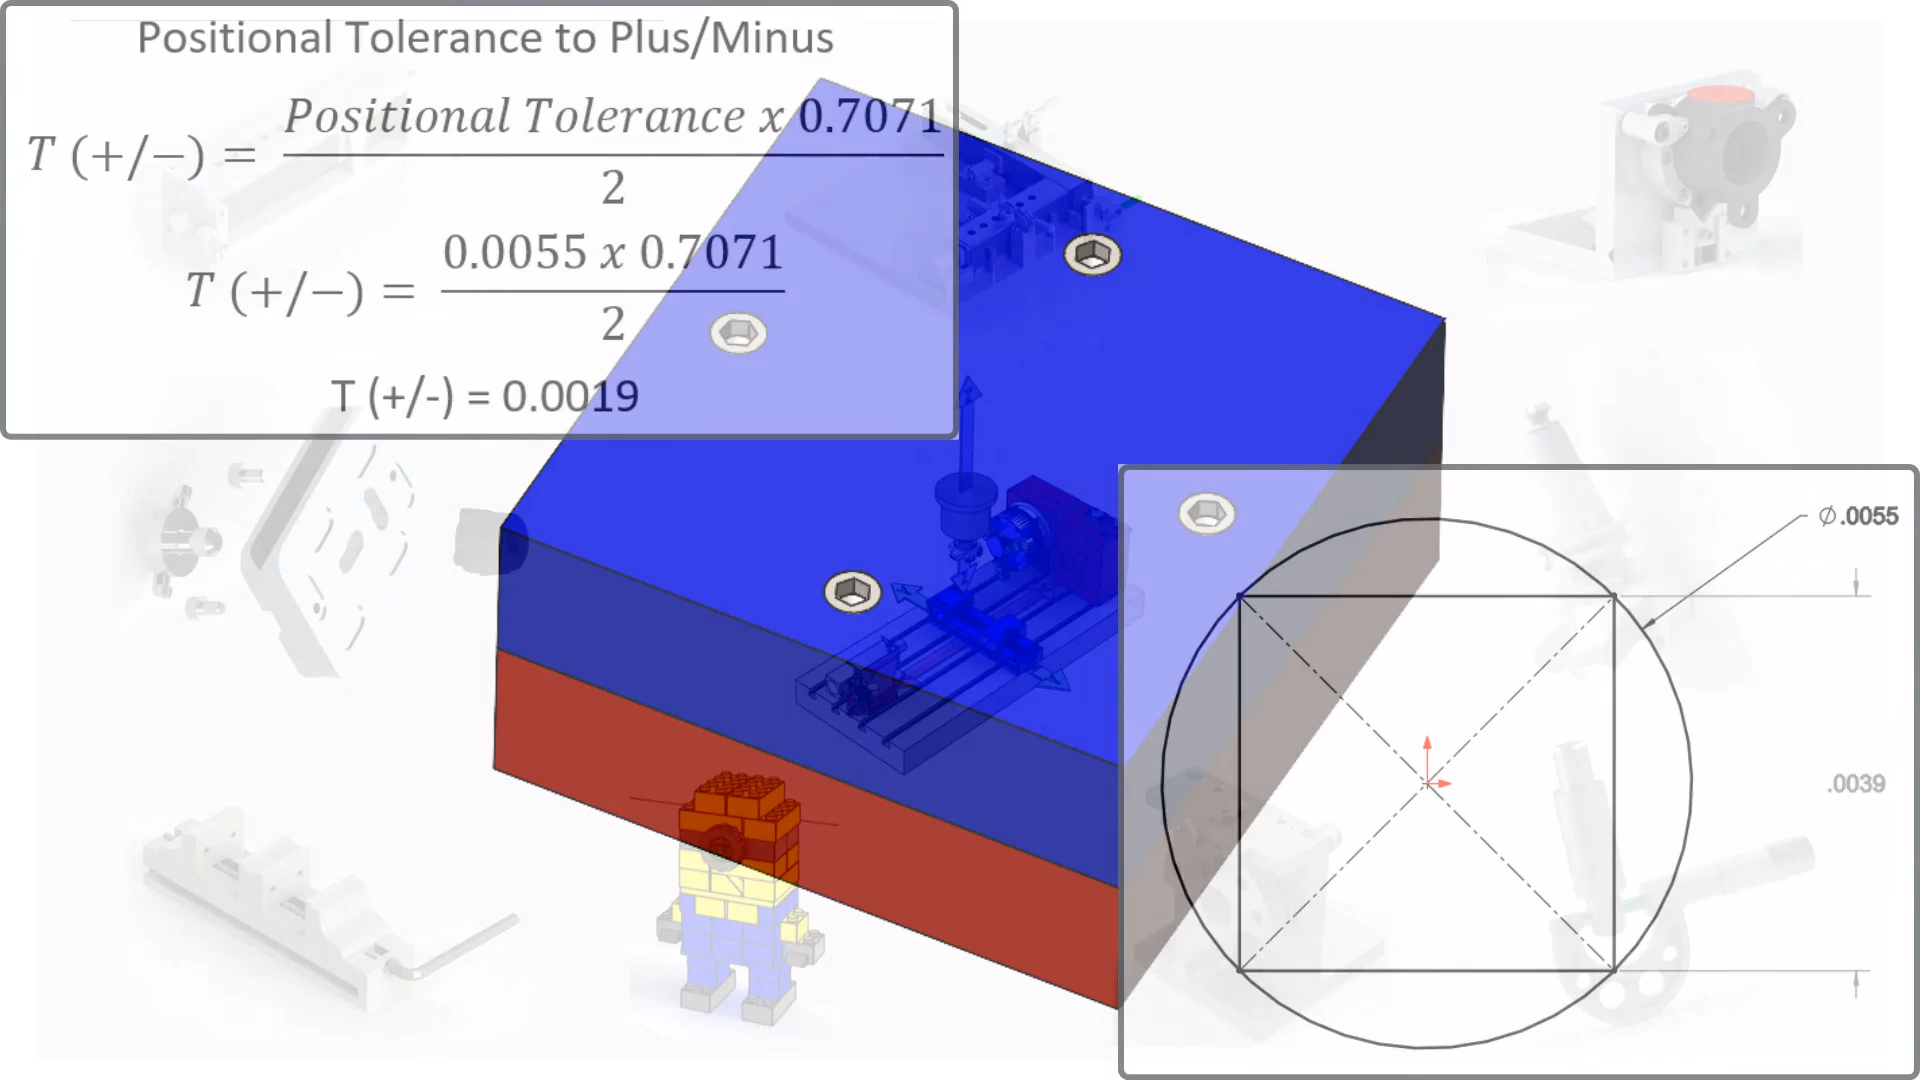 Positional Tolerance to Plus/Minus
T (+/−) = Positional Tolerance x 0.7071
2
T (+/−) = 0.0055 x 0.7071
2
T (+/-) = 0.0019
∅.0055
.0039